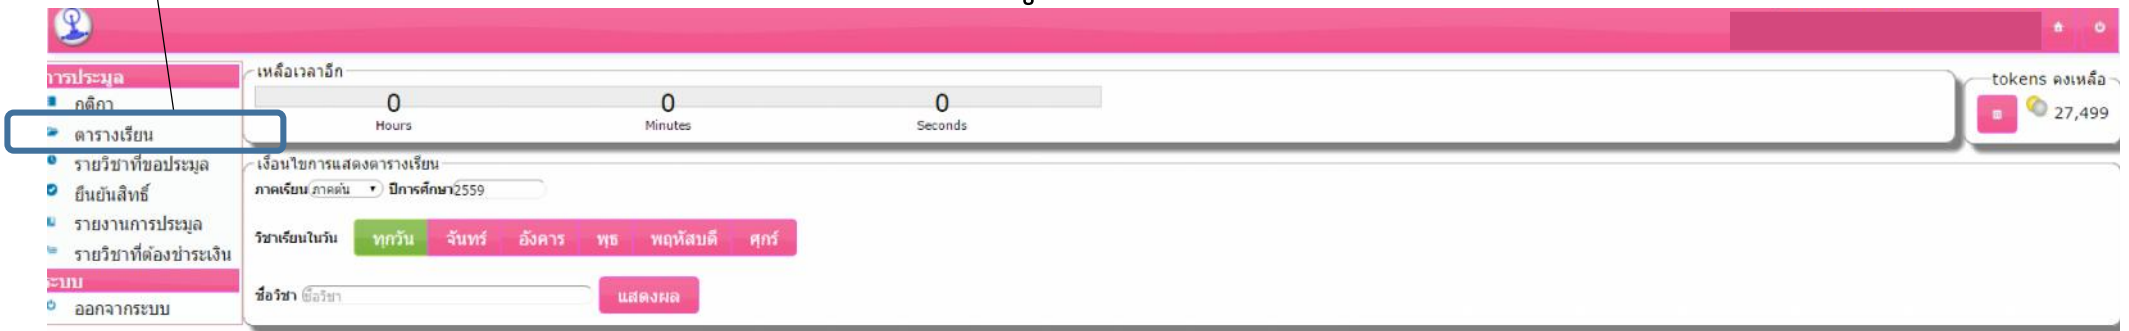 การประมูล
กติกา
ตารางเรียน
รายวิชาที่ขอประมูล
ยืนยันสิทธิ์
รายงานการประมูล
รายวิชาที่ต้องชำระเงิน
ระบบ
ออกจากระบบ
เหลือเวลาอีก
0 0 0
Hours Minutes Seconds
tokens คงเหลือ
27,499
เงื่อนไขการแสดงตารางเรียน
ภาคเรียน ภาคต้น ปีการศึกษา 2559
วิชาเรียนในวัน ทุกวัน จันทร์ อังคาร พุธ พฤหัสบดี ศุกร์
ชื่อวิชา ชื่อวิชา แสดงผล